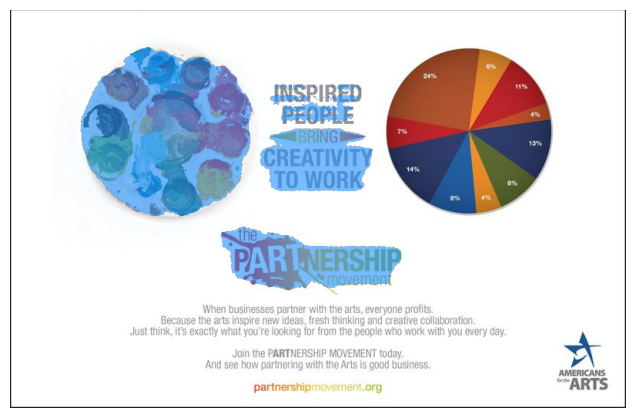 INSPIRED
PEOPLE
BRING
CREATIVITY
TO WORK
24%
6%
11%
4%
13%
8%
4%
8%
14%
7%
the
PARTNERSHIP
movement
When businesses partner with the arts, everyone profits.
Because the arts inspire new ideas, fresh thinking and creative collaboration.
Just think, it's exactly what you're looking for from the people who work with you every day.
Join the PARTNERSHIP MOVEMENT today.
And see how partnering with the Arts is good business.
partnershipmovement.org
AMERICANS
for the ARTS